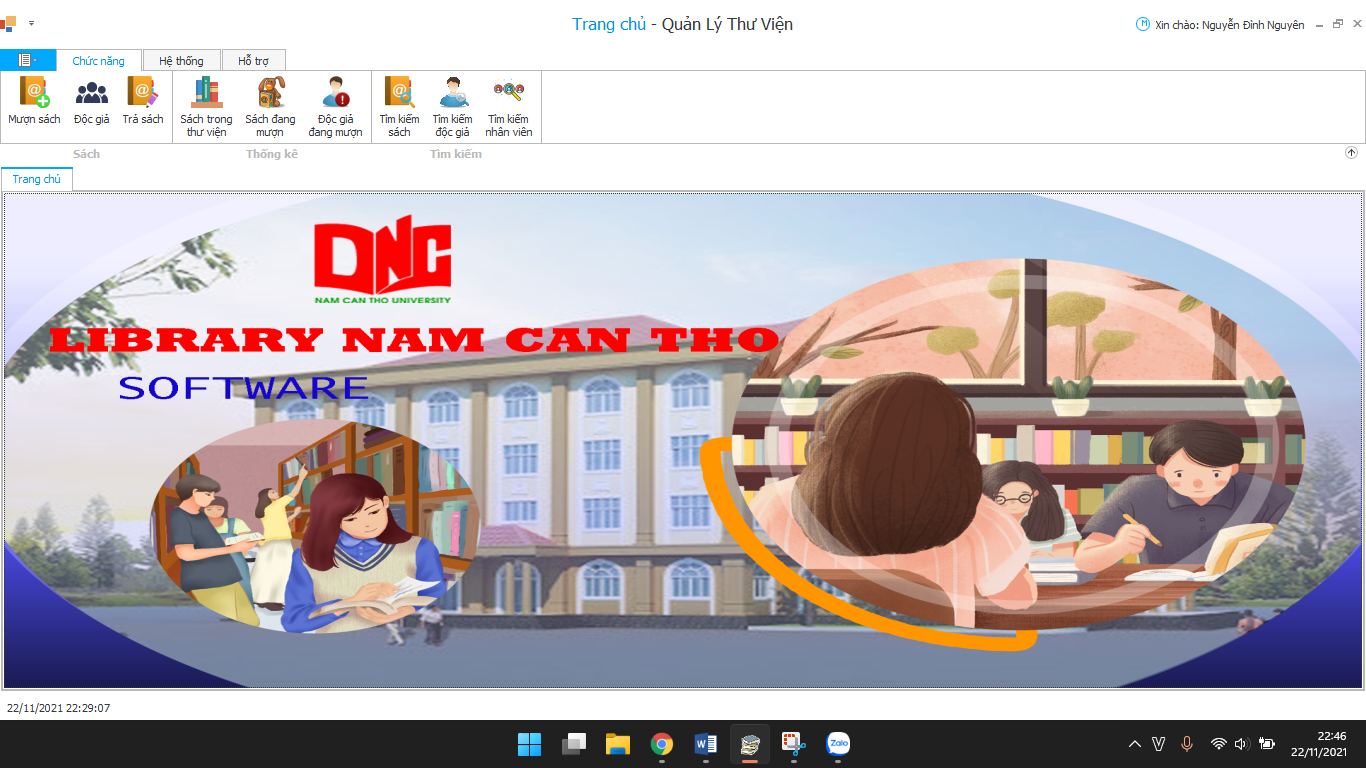 Trang chủ - Quản Lý Thư Viện
Xin chào: Nguyễn Đình Nguyên
Chức năng
Hệ thống
Hỗ trợ
Mượn sách
Độc giả
Trả sách
Sách trong
thư viện
Sách đang
mượn
Độc giả
đang mượn
Tìm kiếm
sách
Tìm kiếm
độc giả
Tìm kiếm
nhân viên
Sách
Thống kê
Tìm kiếm
Trang chủ
DNC
NAM CAN THO UNIVERSITY
LIBRARY NAM CAN THO
SOFTWARE
22/11/2021 22:29:07
Zalo
22:46
22/11/2021